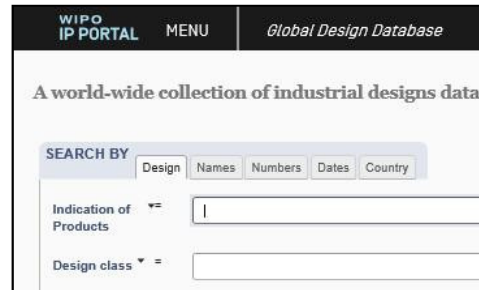 WIPO
IP PORTAL MENU Global Design Database
A world-wide collection of industrial designs data
SEARCH BY
Design Names Numbers Dates Country
Indication of
Products =
Design class =